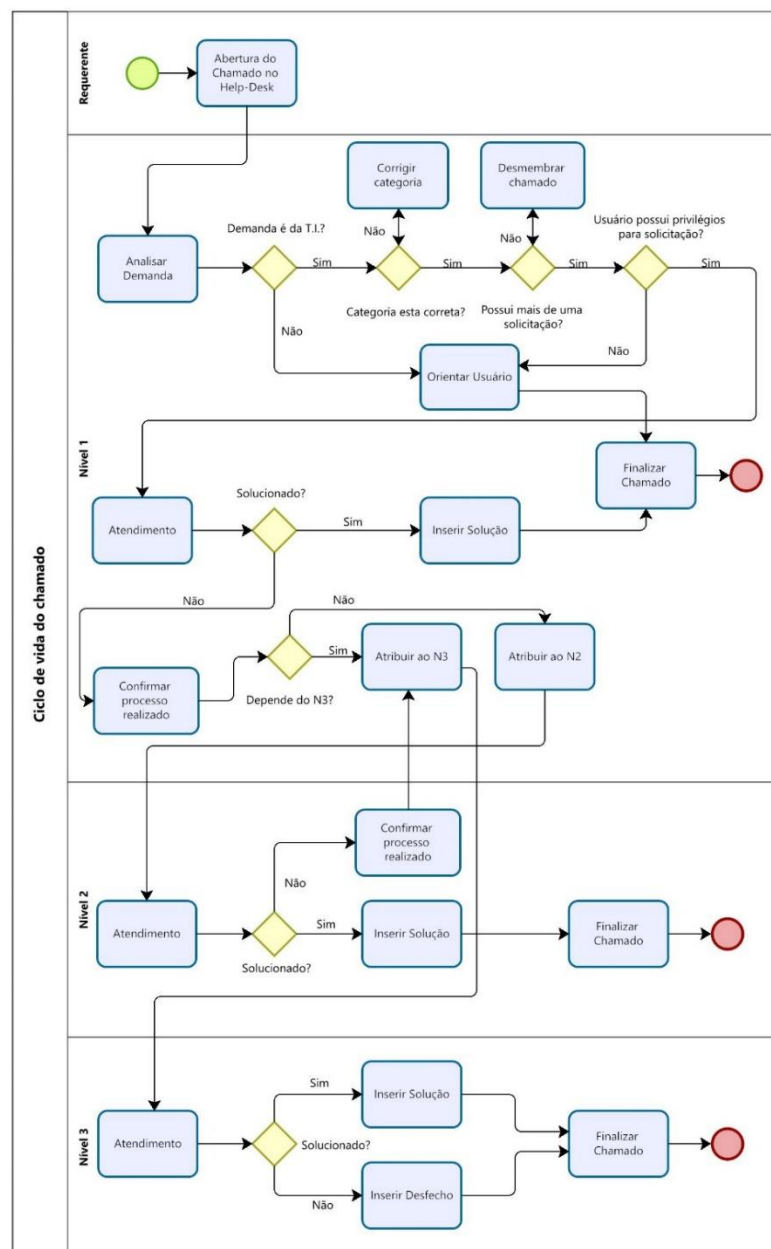 Ciclo de vida do chamado
Requerente
Abertura do
Chamado no
Help-Desk
Nível 1
Analisar
Demanda
Demanda é da T.I.?
Sim
Não
Corrigir
categoria
Não
Categoria esta correta?
Sim
Desmembrar
chamado
Não
Possui mais de uma
solicitação?
Sim
Usuário possui privilégios
para solicitação?
Sim
Não
Orientar Usuário
Finalizar
Chamado
Atendimento
Solucionado?
Sim
Inserir Solução
Não
Confirmar
processo
realizado
Depende do N3?
Não
Sim
Atribuir ao N3
Atribuir ao N2
Nível 2
Atendimento
Solucionado?
Não
Confirmar
processo
realizado
Sim
Inserir Solução
Finalizar
Chamado
Nível 3
Atendimento
Solucionado?
Sim
Inserir Solução
Não
Inserir Desfecho
Finalizar
Chamado